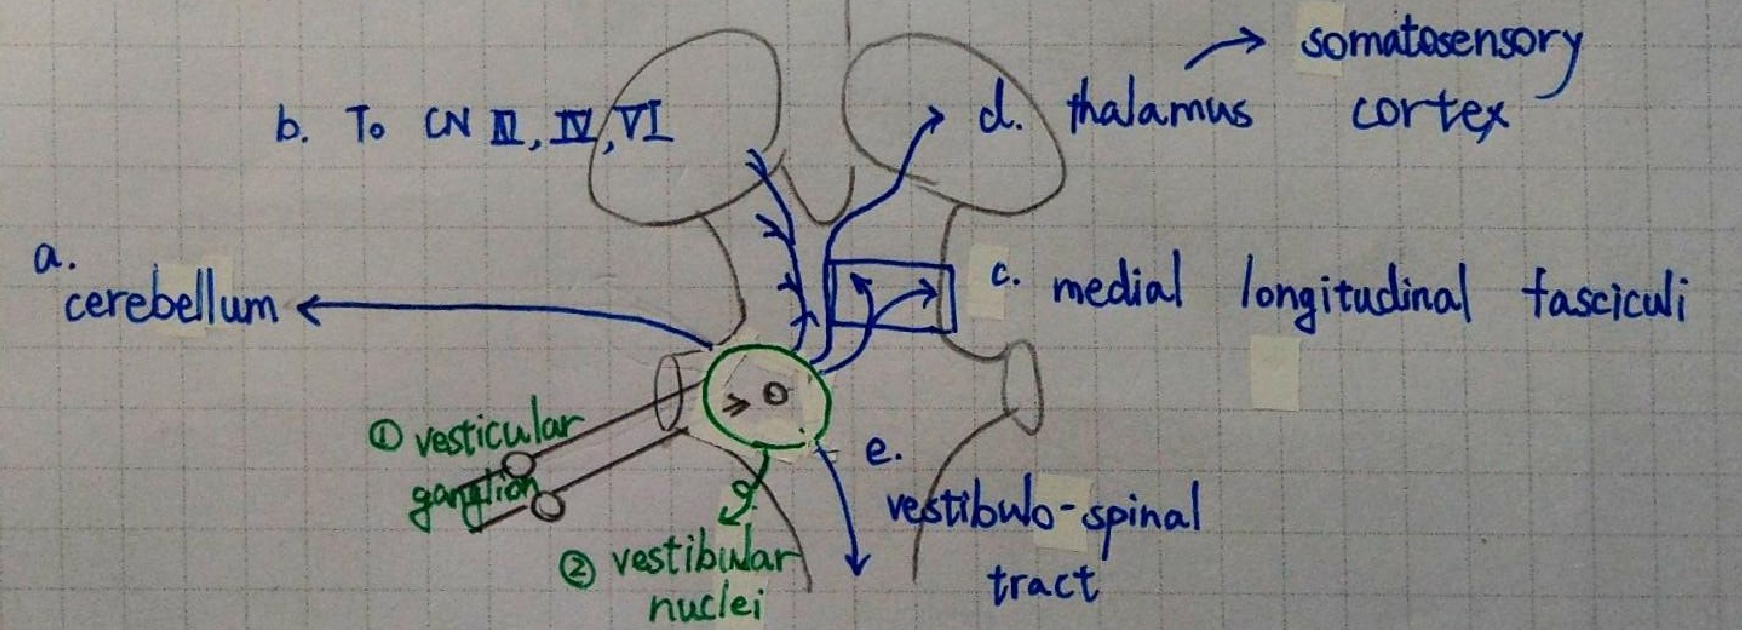 somatosensory
b. To CN III, IV, VI
d. thalamus cortex
a.
cerebellum
c. medial longitudinal fasciculi
① vesticular
ganglion
e.
vestibulo-spinal
tract
② vestibular
nuclei